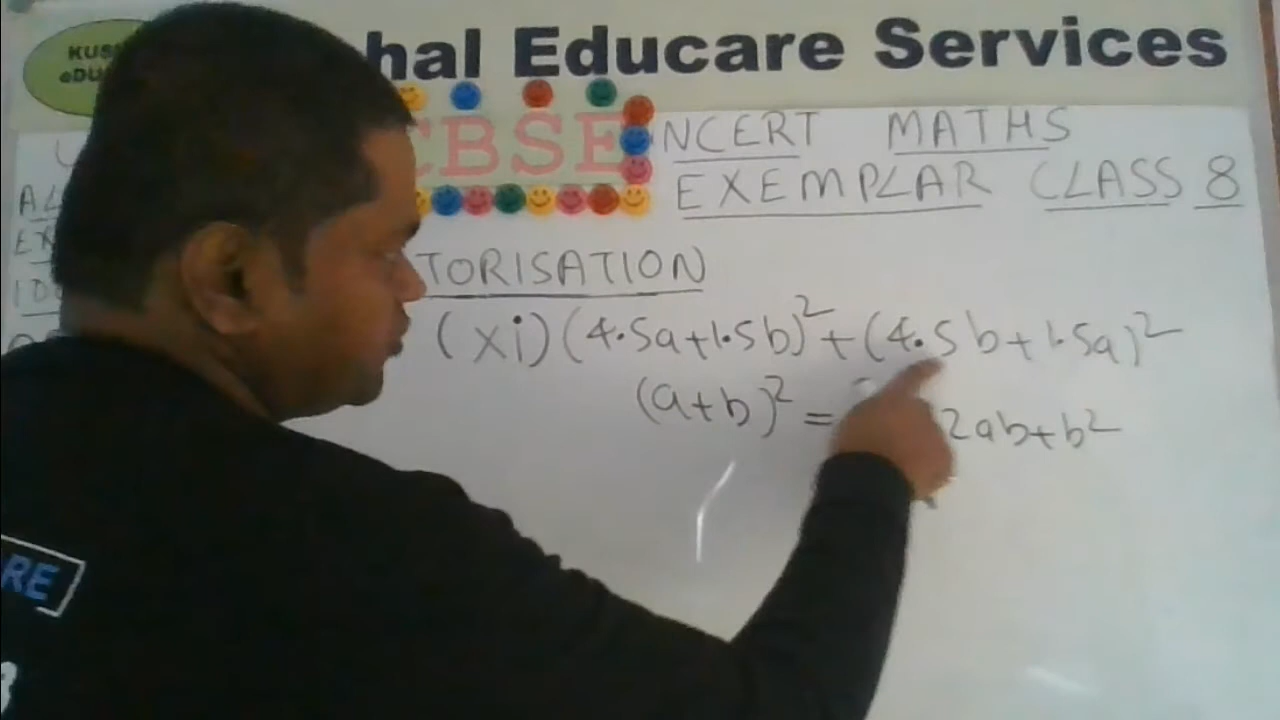 hal Educare Services
CBSE
NCERT MATHS
EXEMPLAR CLASS 8
TORISATION
(xi) (4.5a+1.5b)² + (4.5b+1.5a)²
(a+b)² = 2ab+b²
RE